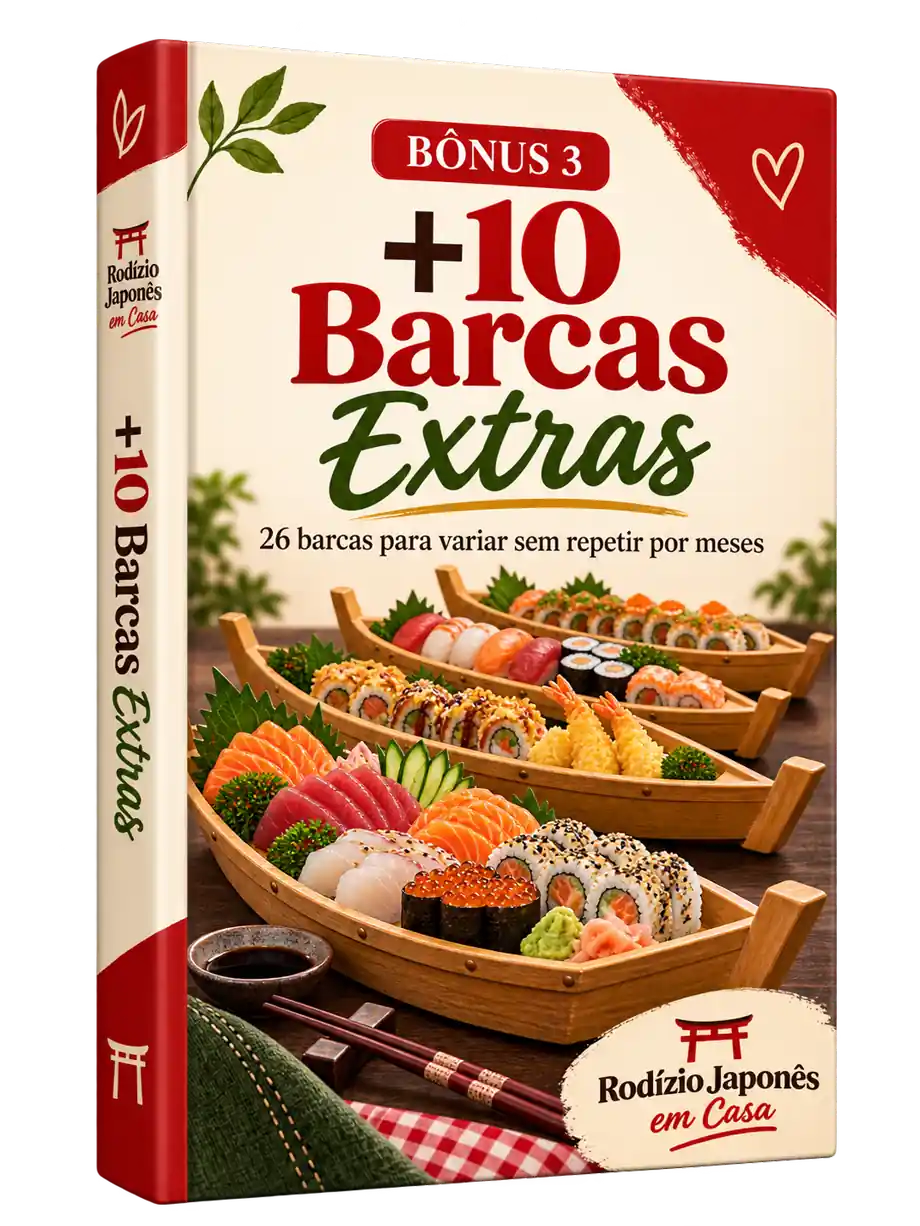 BÔNUS 3
+10
Barcas
Extras
26 barcas para variar sem repetir por meses
Rodízio Japonês
em Casa
Rodízio
Japonês
em Casa
+10 Barcas Extras